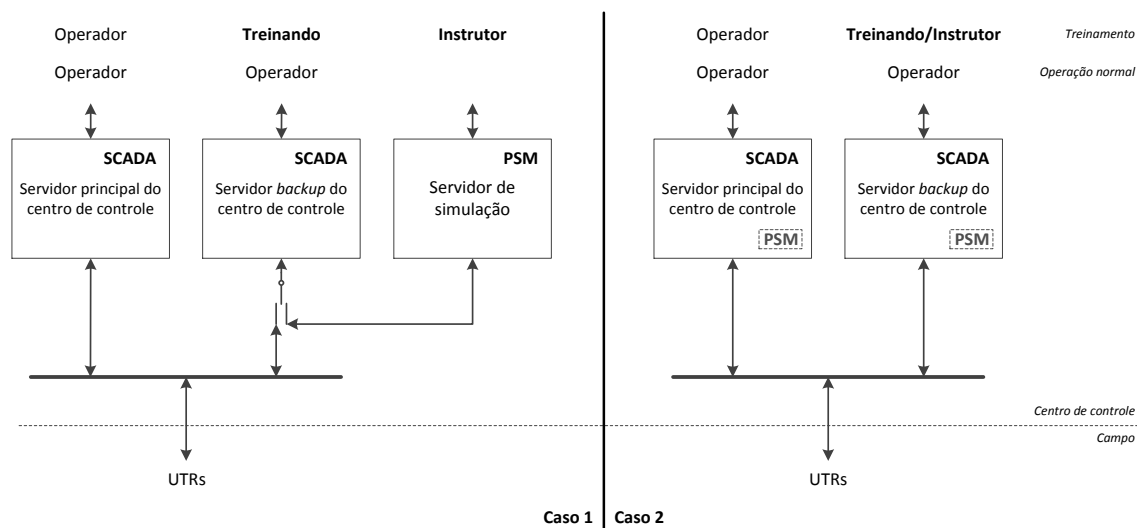 Operador Treinando Instrutor Operador Treinando/Instrutor Treinamento
Operador Operador Operador Operador Operação normal
SCADA SCADA PSM SCADA SCADA
Servidor principal do Servidor backup do Servidor de Servidor principal do Servidor backup do
centro de controle centro de controle simulação centro de controle centro de controle
PSM PSM
Centro de controle
Campo
UTRs UTRs
Caso 1 Caso 2